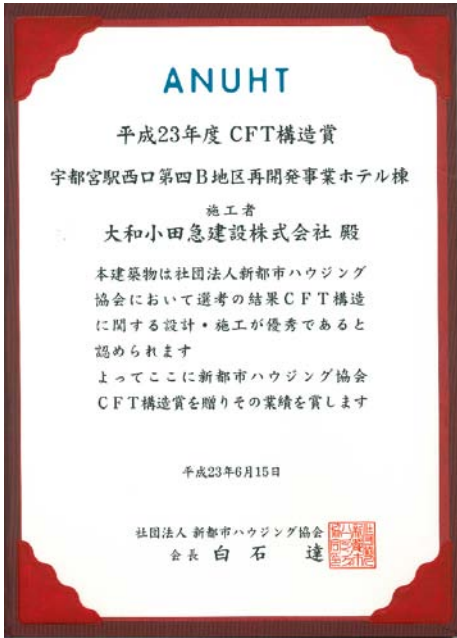 ANUHT
平成23年度 CFT構造賞
宇都宮駅西口第四B地区再開発事業ホテル棟
施工者
大和小田急建設株式会社 殿
本建築物は社団法人新都市ハウジング
協会において選考の結果CFT構造
に関する設計・施工が優秀であると
認められます
よってここに新都市ハウジング協会
CFT構造賞を贈りその業績を賞します
平成23年6月15日
社団法人 新都市ハウジング協会
会長 白石 達